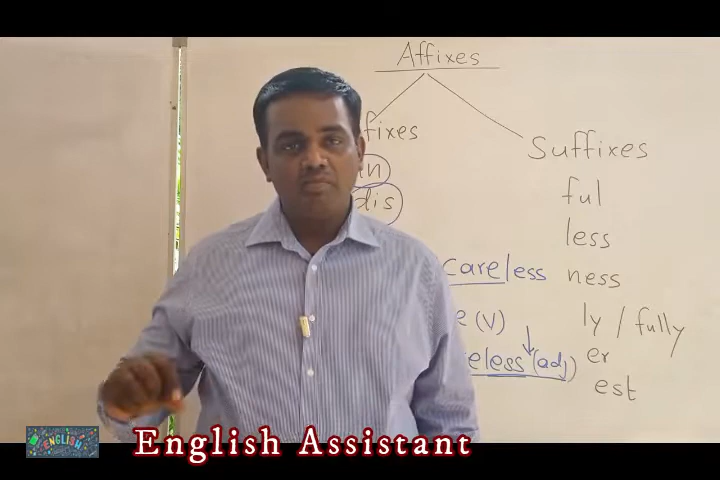 Affixes
fixes
Suffixes
in
ful
dis
less
careless
ness
e (V)
ly / fully
eless (adj)
er
est
ENGLISH
English Assistant